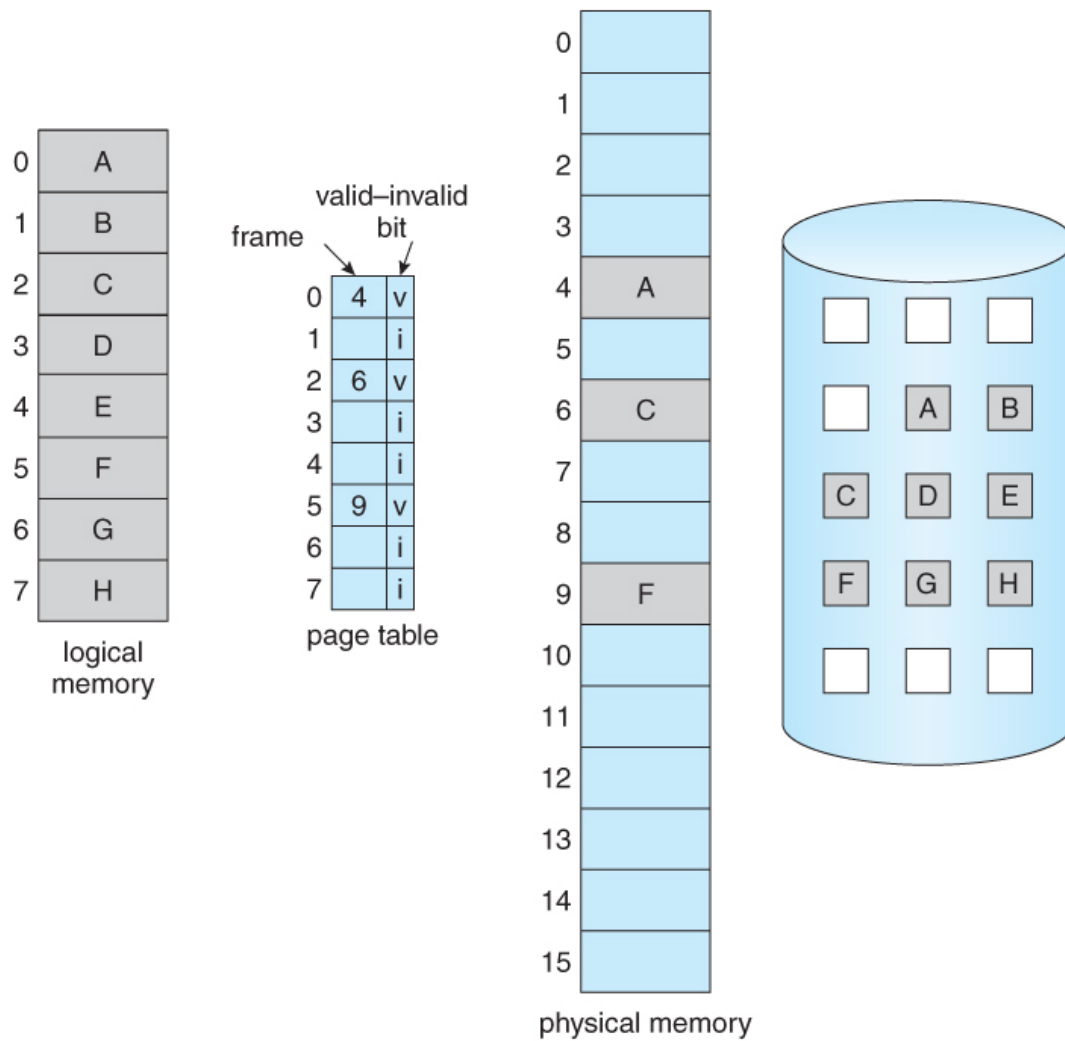 0 A
1 B
2 C
3 D
4 E
5 F
6 G
7 H
logical
memory
valid–invalid
bit
frame
0 4 v
1 i
2 6 v
3 i
4 i
5 9 v
6 i
7 i
page table
0
1
2
3
4 A
5
6 C
7
8
9 F
10
11
12
13
14
15
physical memory
A B
C D E
F G H